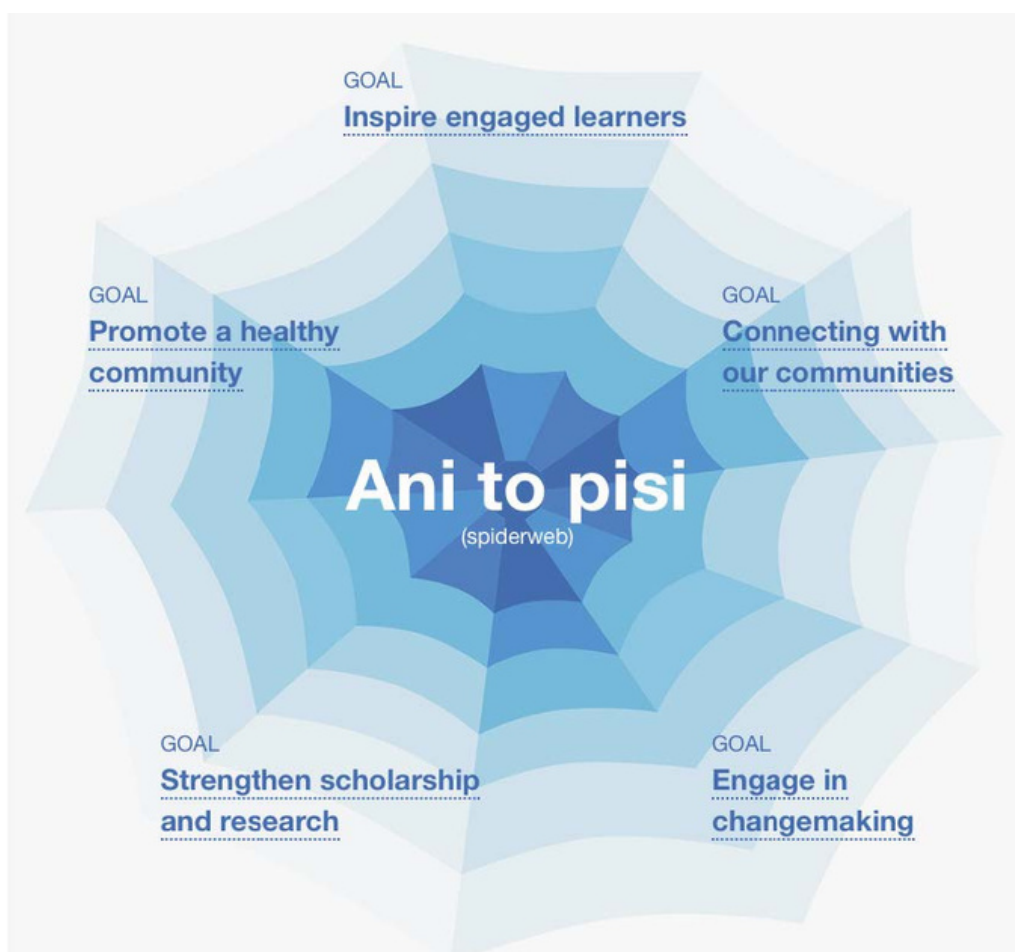 GOAL
Inspire engaged learners
GOAL
Promote a healthy
community
GOAL
Connecting with
our communities
Ani to pisi
(spiderweb)
GOAL
Strengthen scholarship
and research
GOAL
Engage in
changemaking